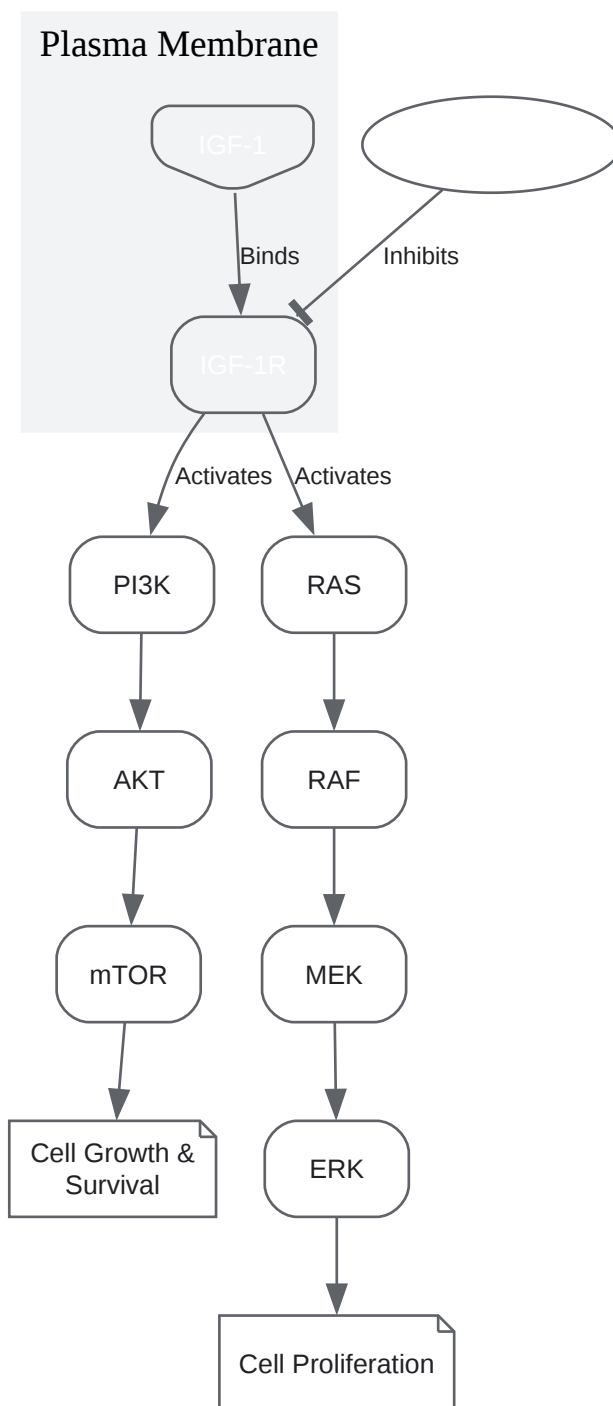 Plasma Membrane
IGF-1
Binds
Inhibits
IGF-1R
Activates
Activates
PI3K
RAS
AKT
RAF
mTOR
MEK
Cell Growth &
Survival
ERK
Cell Proliferation